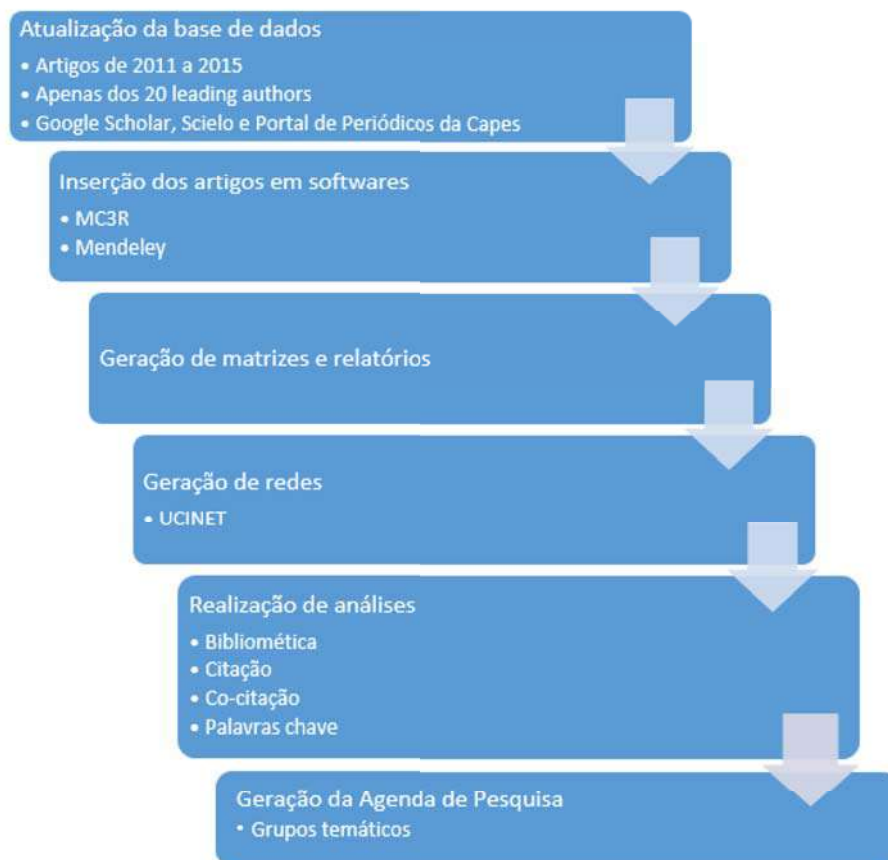 Atualização da base de dados
• Artigos de 2011 a 2015
• Apenas dos 20 leading authors
• Google Scholar, Scielo e Portal de Periódicos da Capes
Inserção dos artigos em softwares
• MC3R
• Mendeley
Geração de matrizes e relatórios
Geração de redes
• UCINET
Realização de análises
• Bibliomética
• Citação
• Co-citação
• Palavras chave
Geração da Agenda de Pesquisa
• Grupos temáticos